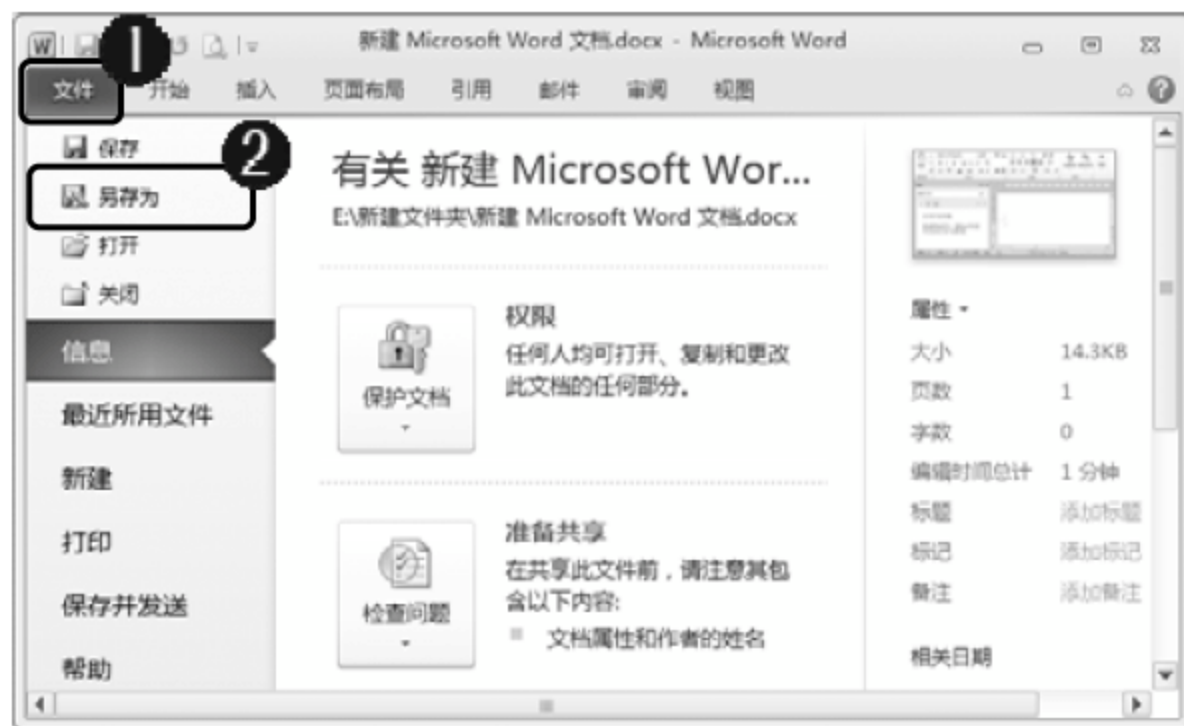 新建 Microsoft Word 文档.docx - Microsoft Word
1
文件 开始 插入 页面布局 引用 邮件 审阅 视图
保存
2
另存为
打开
关闭
信息
最近所用文件
新建
打印
保存并发送
帮助
有关 新建 Microsoft Wor...
E:\新建文件夹\新建 Microsoft Word 文档.docx
保护文档
权限
任何人均可打开、复制和更改
此文档的任何部分。
检查问题
准备共享
在共享此文件前，请注意其包
含以下内容:
文档属性和作者的姓名
属性
大小 14.3KB
页数 1
字数 0
编辑时间总计 1 分钟
标题 添加标题
标记 添加标记
备注 添加备注
相关日期